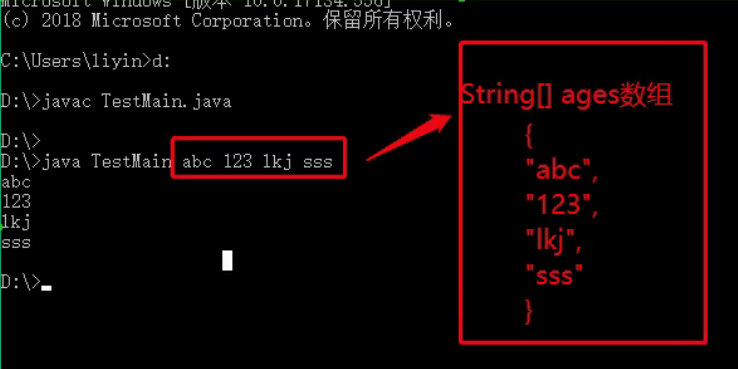 Microsoft Windows [版本 10.0.17134.556]
(c) 2018 Microsoft Corporation。保留所有权利。
C:\Users\liyin>d:
D:\>javac TestMain.java
D:\>
D:\>java TestMain abc 123 lkj sss
abc
123
lkj
sss
D:\>
String[] ages数组
{
"abc",
"123",
"lkj",
"sss"
}